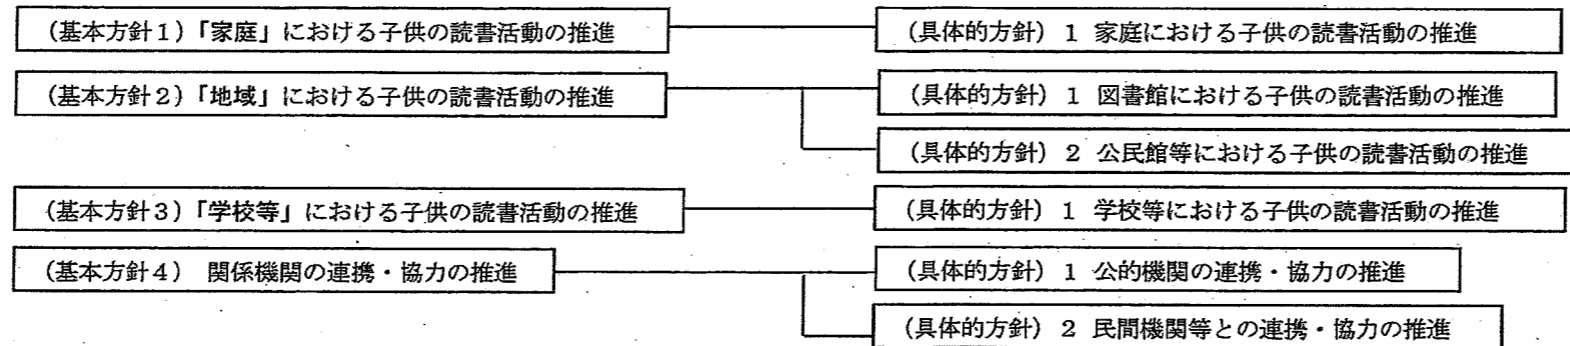 (基本方針1)「家庭」における子供の読書活動の推進
(具体的方針) 1 家庭における子供の読書活動の推進
(基本方針2)「地域」における子供の読書活動の推進
(具体的方針) 1 図書館における子供の読書活動の推進
(具体的方針) 2 公民館等における子供の読書活動の推進
(基本方針3)「学校等」における子供の読書活動の推進
(具体的方針) 1 学校等における子供の読書活動の推進
(基本方針4) 関係機関の連携・協力の推進
(具体的方針) 1 公的機関の連携・協力の推進
(具体的方針) 2 民間機関等との連携・協力の推進